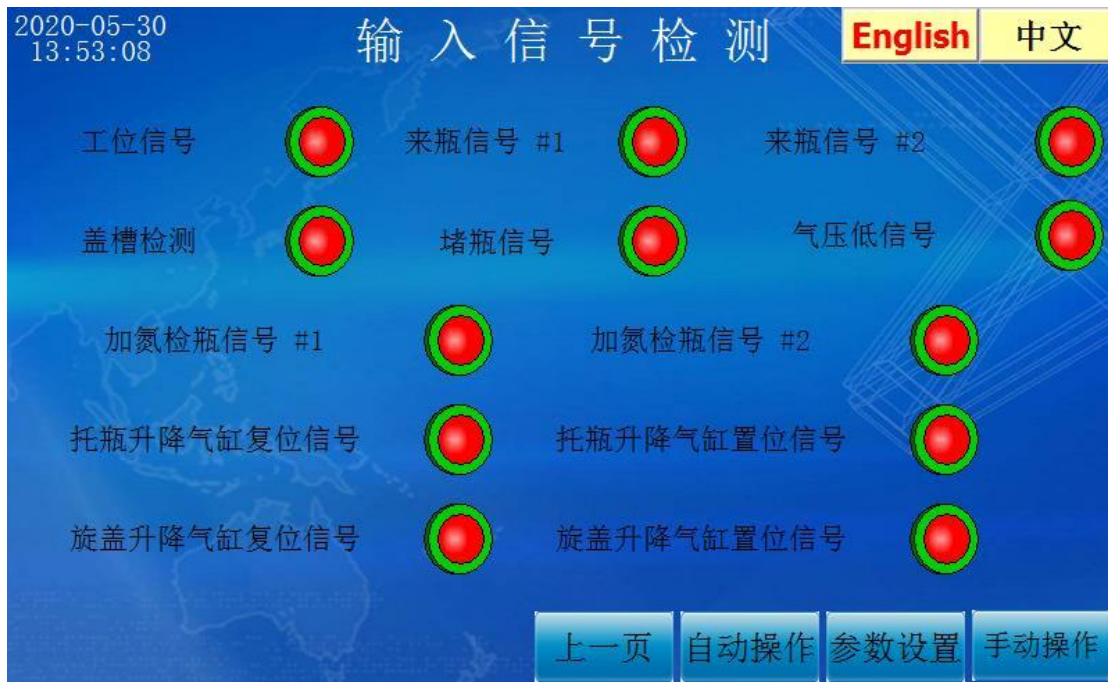 2020-05-30
13:53:08
输入信号检测
English
中文
工位信号
来瓶信号 #1
来瓶信号 #2
盖槽检测
堵瓶信号
气压低信号
加氮检瓶信号 #1
加氮检瓶信号 #2
托瓶升降气缸复位信号
托瓶升降气缸置位信号
旋盖升降气缸复位信号
旋盖升降气缸置位信号
上一页
自动操作
参数设置
手动操作